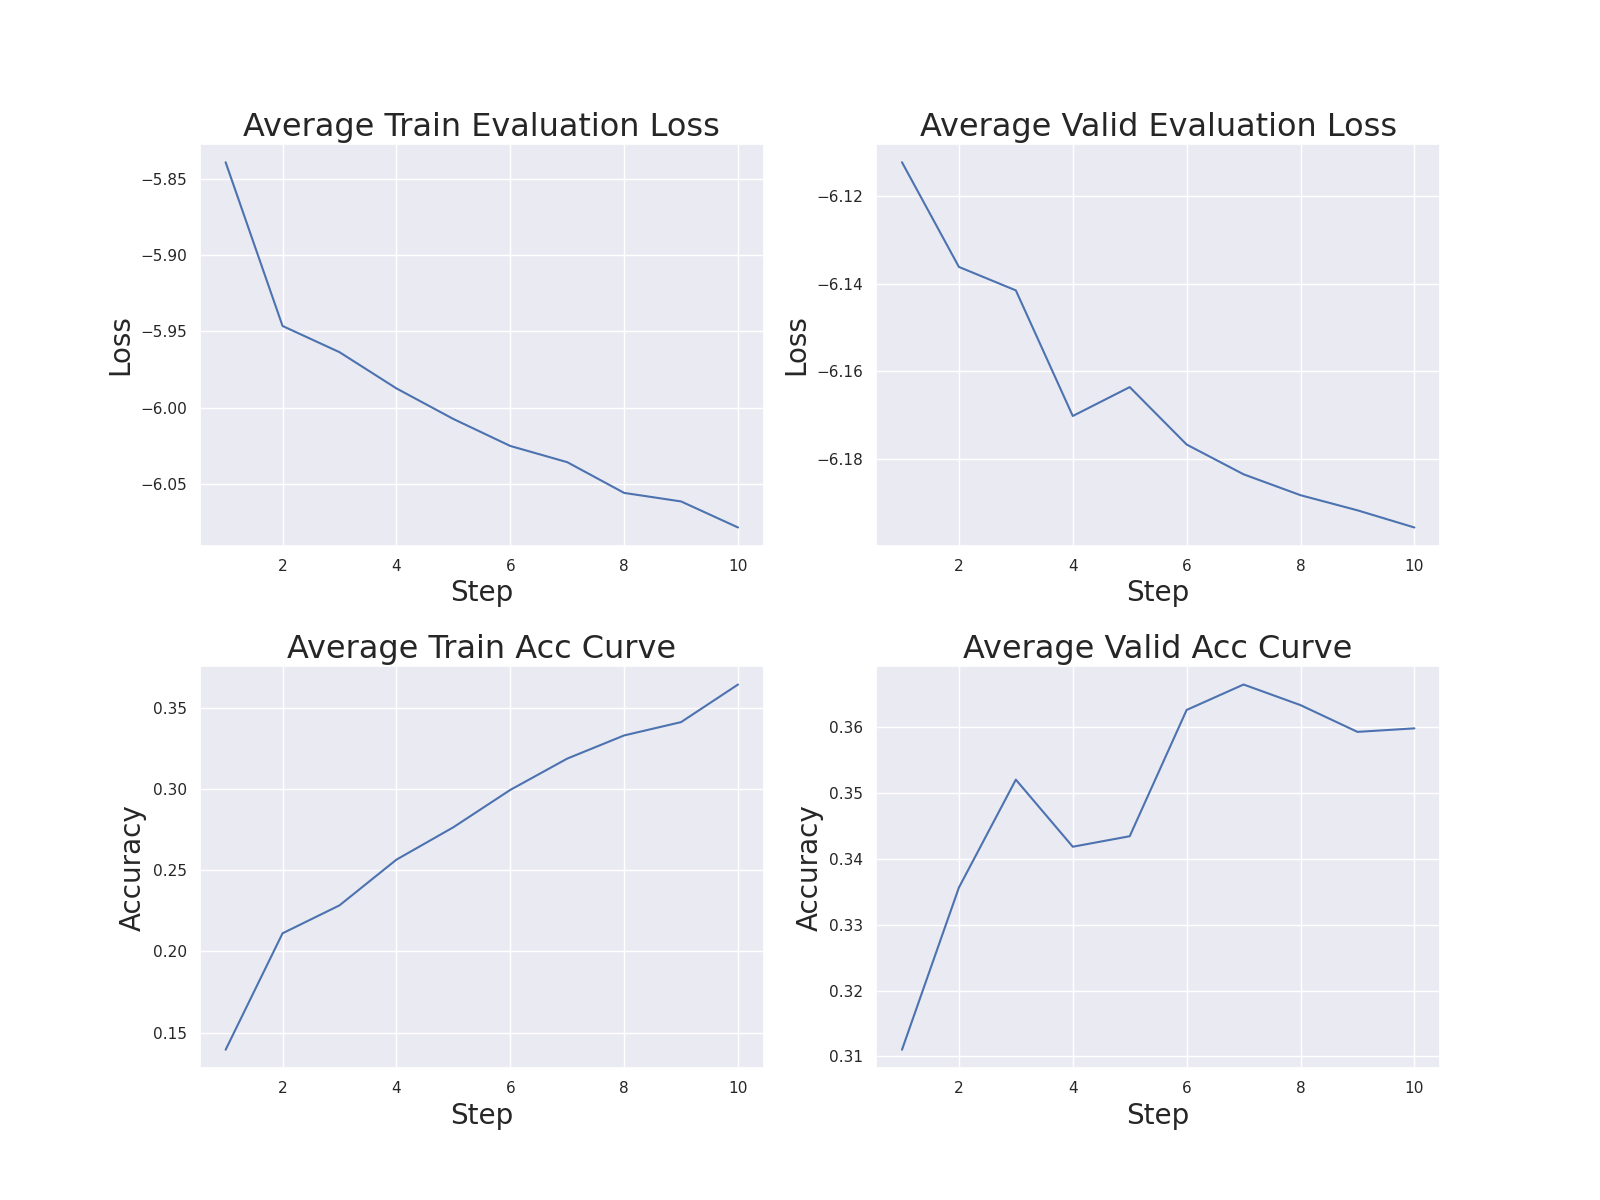 Average Train Evaluation Loss
−5.85
−5.90
−5.95
−6.00
−6.05
Loss
2 4 6 8 10
Step
Average Valid Evaluation Loss
−6.12
−6.14
−6.16
−6.18
Loss
2 4 6 8 10
Step
Average Train Acc Curve
0.35
0.30
0.25
0.20
0.15
Accuracy
2 4 6 8 10
Step
Average Valid Acc Curve
0.36
0.35
0.34
0.33
0.32
0.31
Accuracy
2 4 6 8 10
Step